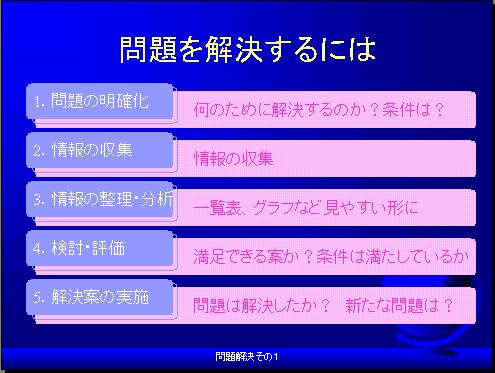 問題を解決するには
1. 問題の明確化
何のために解決するのか？条件は？
2. 情報の収集
情報の収集
3. 情報の整理・分析
一覧表、グラフなど見やすい形に
4. 検討・評価
満足できる案か？条件は満たしているか
5. 解決案の実施
問題は解決したか？　新たな問題は？
問題解決その1